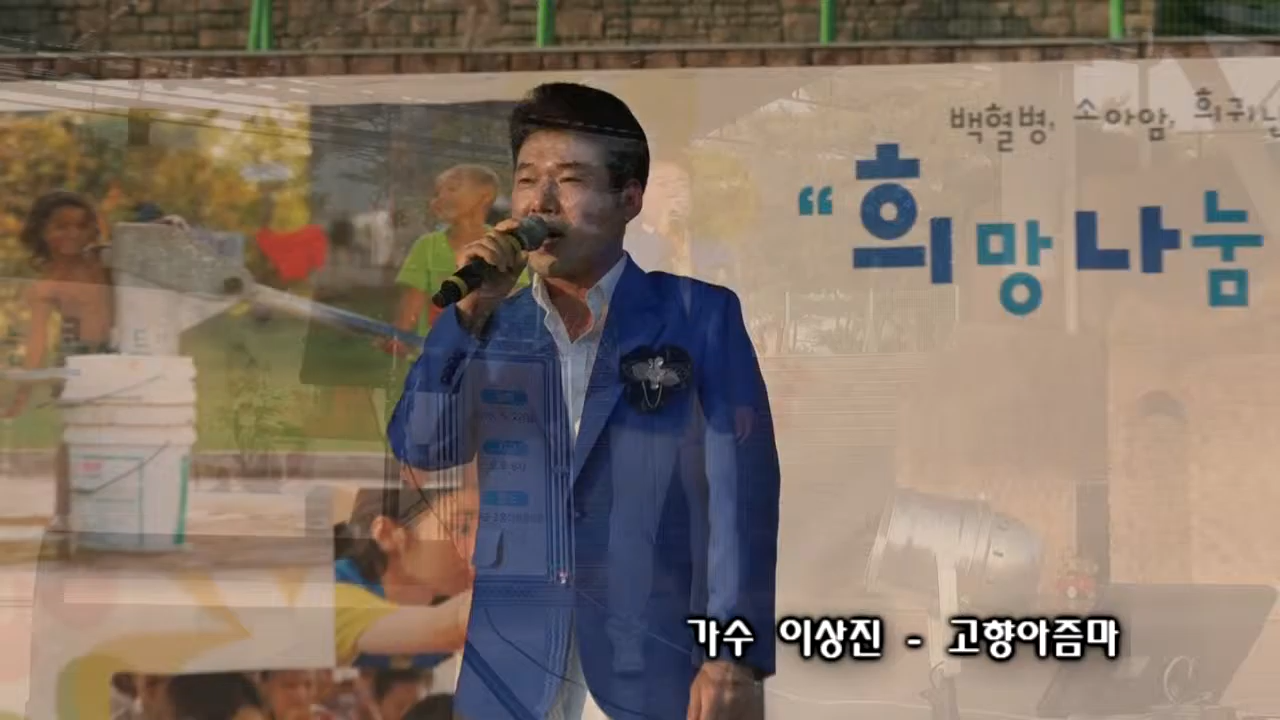 백혈병, 소아암, 희귀난
“희망나눔
가수 이상진 - 고향아즘마